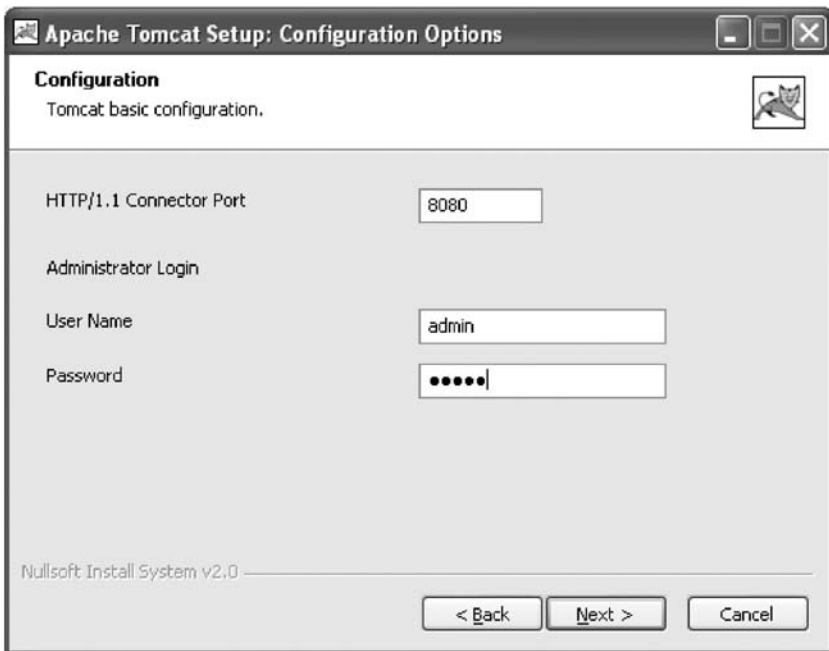 Apache Tomcat Setup: Configuration Options
Configuration
Tomcat basic configuration.
HTTP/1.1 Connector Port
8080
Administrator Login
User Name
admin
Password
●●●●●
Nullsoft Install System v2.0
< Back
Next >
Cancel